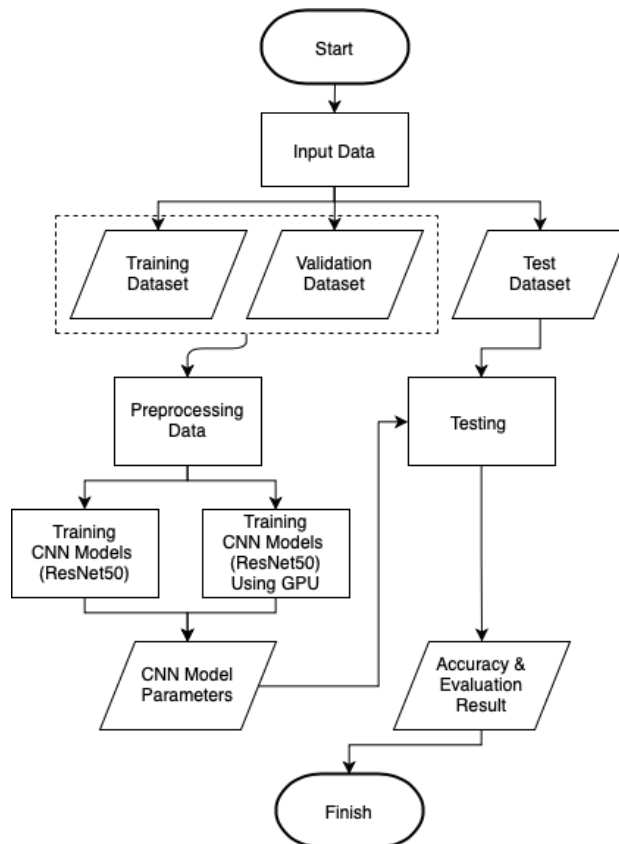 Start
Input Data
Training
Dataset
Validation
Dataset
Test
Dataset
Preprocessing
Data
Testing
Training
CNN Models
(ResNet50)
Training
CNN Models
(ResNet50)
Using GPU
CNN Model
Parameters
Accuracy &
Evaluation
Result
Finish